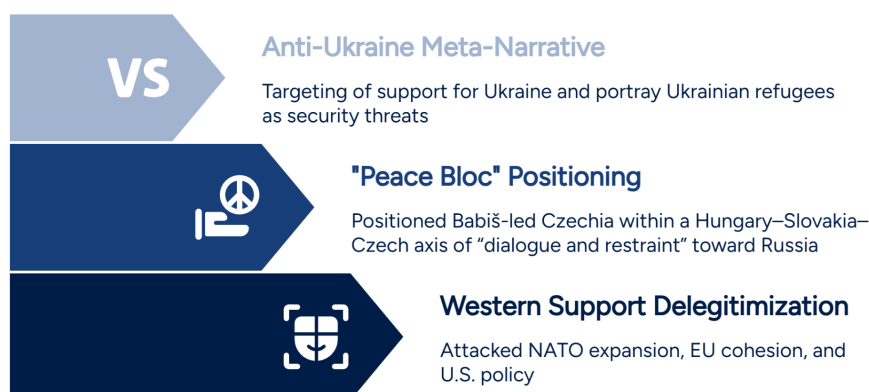 VS
Anti-Ukraine Meta-Narrative
Targeting of support for Ukraine and portray Ukrainian refugees
as security threats
"Peace Bloc" Positioning
Positioned Babiš-led Czechia within a Hungary–Slovakia–
Czech axis of “dialogue and restraint” toward Russia
Western Support Delegitimization
Attacked NATO expansion, EU cohesion, and
U.S. policy